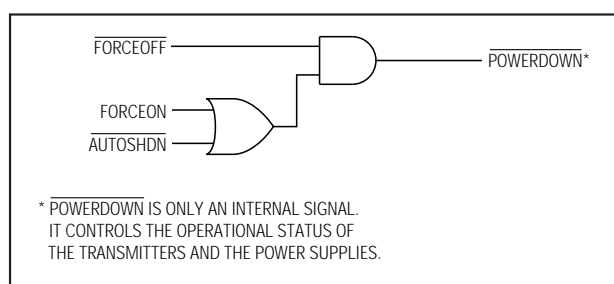 FORCEOFF
POWERDOWN*
FORCEON
AUTOSHDN
* POWERDOWN IS ONLY AN INTERNAL SIGNAL.
IT CONTROLS THE OPERATIONAL STATUS OF
THE TRANSMITTERS AND THE POWER SUPPLIES.